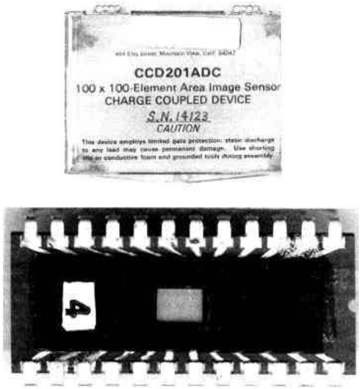 464 Ellis Street, Mountain View, Calif. 94042
CCD201ADC
100 x 100-Element Area Image Sensor
CHARGE COUPLED DEVICE
S.N. 14123
CAUTION
This device employs limited gate protection; static discharge
to any lead may cause permanent damage. Use shorting
clip or conductive foam and grounded tools during assembly.
4